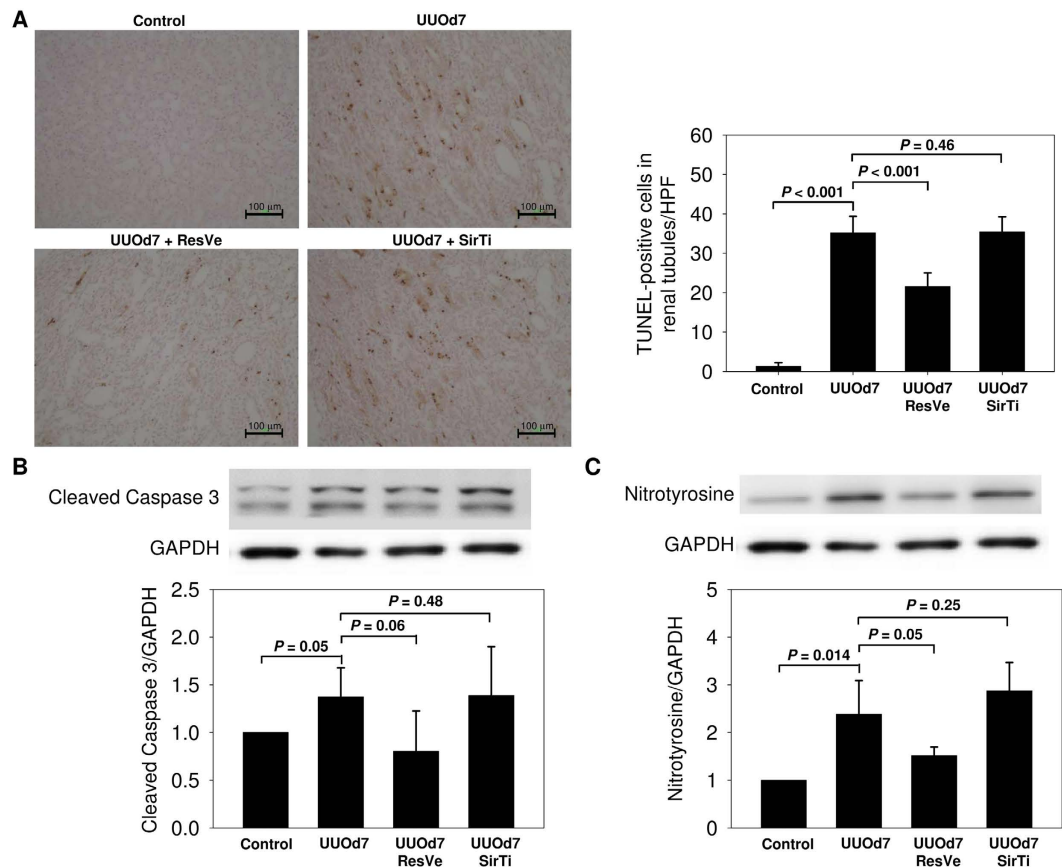 A
Control
UUOd7
100 μm
100 μm
UUOd7 + ResVe
UUOd7 + SirTi
100 μm
100 μm
TUNEL-positive cells in
renal tubules/HPF
60
50
40
30
20
10
0
P = 0.46
P < 0.001
P < 0.001
Control
UUOd7
UUOd7
ResVe
UUOd7
SirTi
B
Cleaved Caspase 3
GAPDH
Cleaved Caspase 3/GAPDH
2.5
2.0
1.5
1.0
0.5
0.0
P = 0.48
P = 0.06
P = 0.05
Control
UUOd7
UUOd7
ResVe
UUOd7
SirTi
C
Nitrotyrosine
GAPDH
Nitrotyrosine/GAPDH
5
4
3
2
1
0
P = 0.25
P = 0.05
P = 0.014
Control
UUOd7
UUOd7
ResVe
UUOd7
SirTi